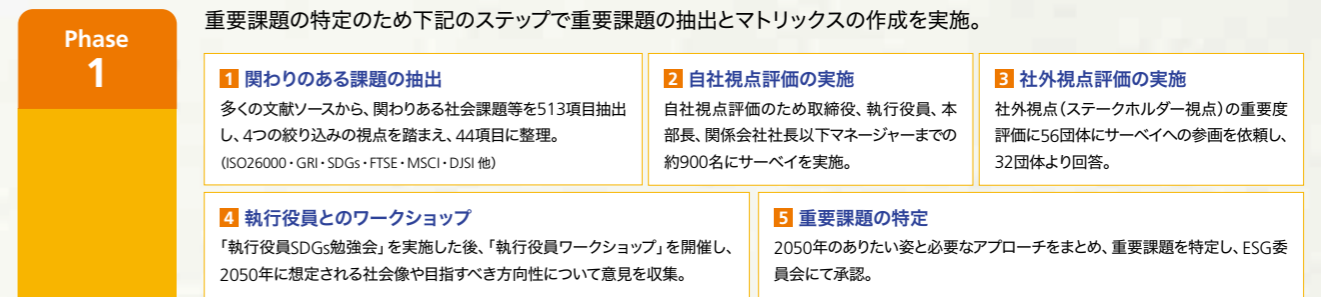 Phase
1
重要課題の特定のため下記のステップで重要課題の抽出とマトリックスの作成を実施。
1 関わりのある課題の抽出
多くの文献ソースから、関わりある社会課題等を513項目抽出
し、4つの絞り込みの視点を踏まえ、44項目に整理。
（ISO26000・GRI・SDGs・FTSE・MSCI・DJSI 他）
2 自社視点評価の実施
自社視点評価のため取締役、執行役員、本
部長、関係会社社長以下マネージャーまでの
約900名にサーベイを実施。
3 社外視点評価の実施
社外視点（ステークホルダー視点）の重要度
評価に56団体にサーベイへの参画を依頼し、
32団体より回答。
4 執行役員とのワークショップ
「執行役員SDGs勉強会」を実施した後、「執行役員ワークショップ」を開催し、
2050年に想定される社会像や目指すべき方向性について意見を収集。
5 重要課題の特定
2050年のありたい姿と必要なアプローチをまとめ、重要課題を特定し、ESG委
員会にて承認。